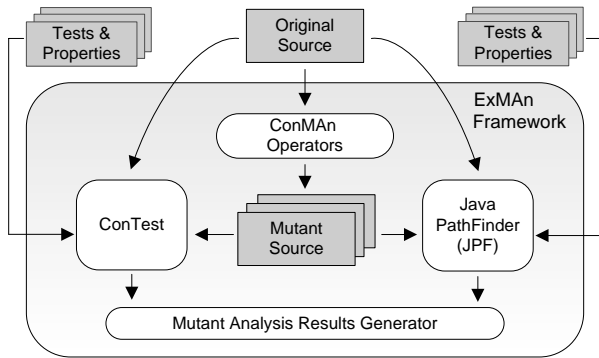 Tests &
Properties
Original
Source
Tests &
Properties
ExMAn
Framework
ConMAn
Operators
ConTest
Mutant
Source
Java
PathFinder
(JPF)
Mutant Analysis Results Generator